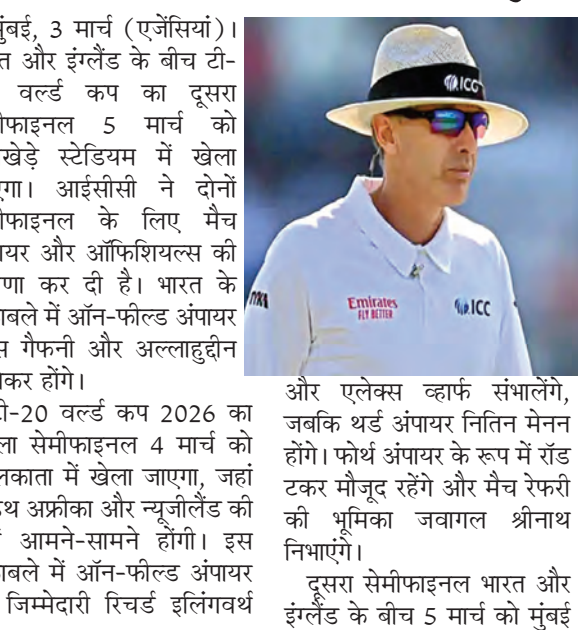 मुंबई, 3 मार्च (एजेंसियां)।
त और इंग्लैंड के बीच टी-
वर्ल्ड कप का दूसरा
ीफाइनल 5 मार्च को
खेड़े स्टेडियम में खेला
एगा। आईसीसी ने दोनों
ीफाइनल के लिए मैच
ायर और ऑफिशियल्स की
णा कर दी है। भारत के
ाबले में ऑन-फील्ड अंपायर
स गैफनी और अल्लाहुद्दीन
ेकर होंगे।
टी-20 वर्ल्ड कप 2026 का
ला सेमीफाइनल 4 मार्च को
लकाता में खेला जाएगा, जहां
थ अफ्रीका और न्यूजीलैंड की
ें आमने-सामने होंगी। इस
ाबले में ऑन-फील्ड अंपायर
जिम्मेदारी रिचर्ड इलिंगवर्थ
ICC
Emirates
FLY BETTER
ICC
और एलेक्स व्हार्फ संभालेंगे,
जबकि थर्ड अंपायर नितिन मेनन
होंगे। फोर्थ अंपायर के रूप में रॉड
टकर मौजूद रहेंगे और मैच रेफरी
की भूमिका जवागल श्रीनाथ
निभाएंगे।
दूसरा सेमीफाइनल भारत और
इंग्लैंड के बीच 5 मार्च को मुंबई